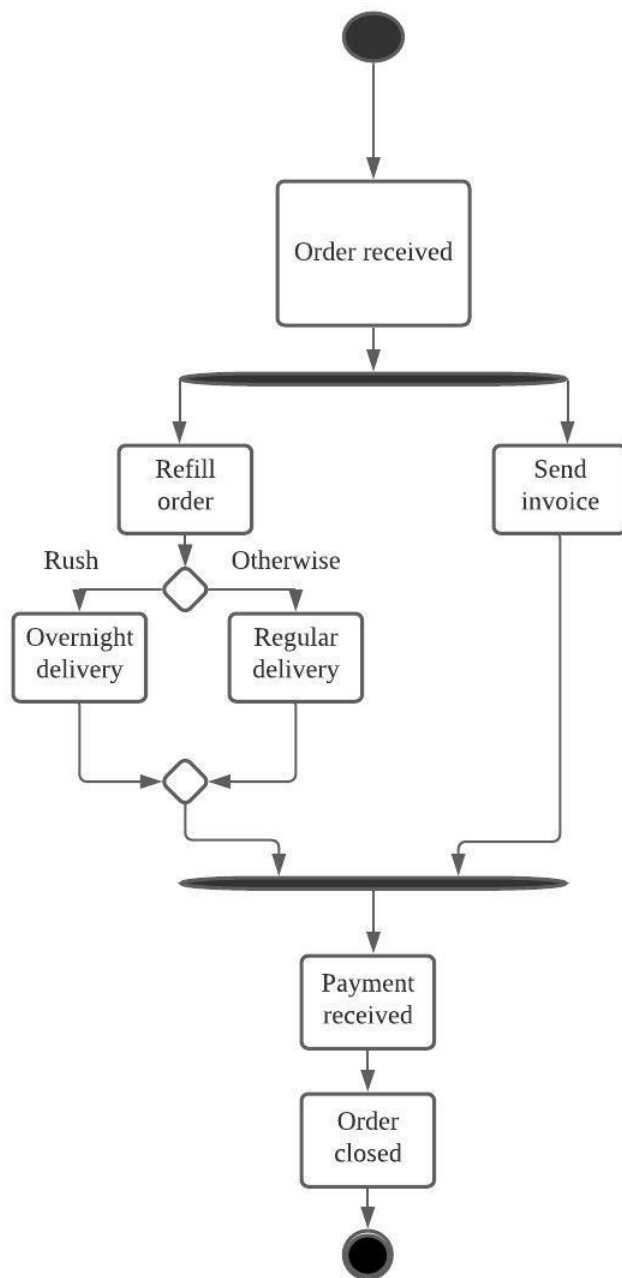 Order received
Refill
order
Send
invoice
Rush
Otherwise
Overnight
delivery
Regular
delivery
Payment
received
Order
closed